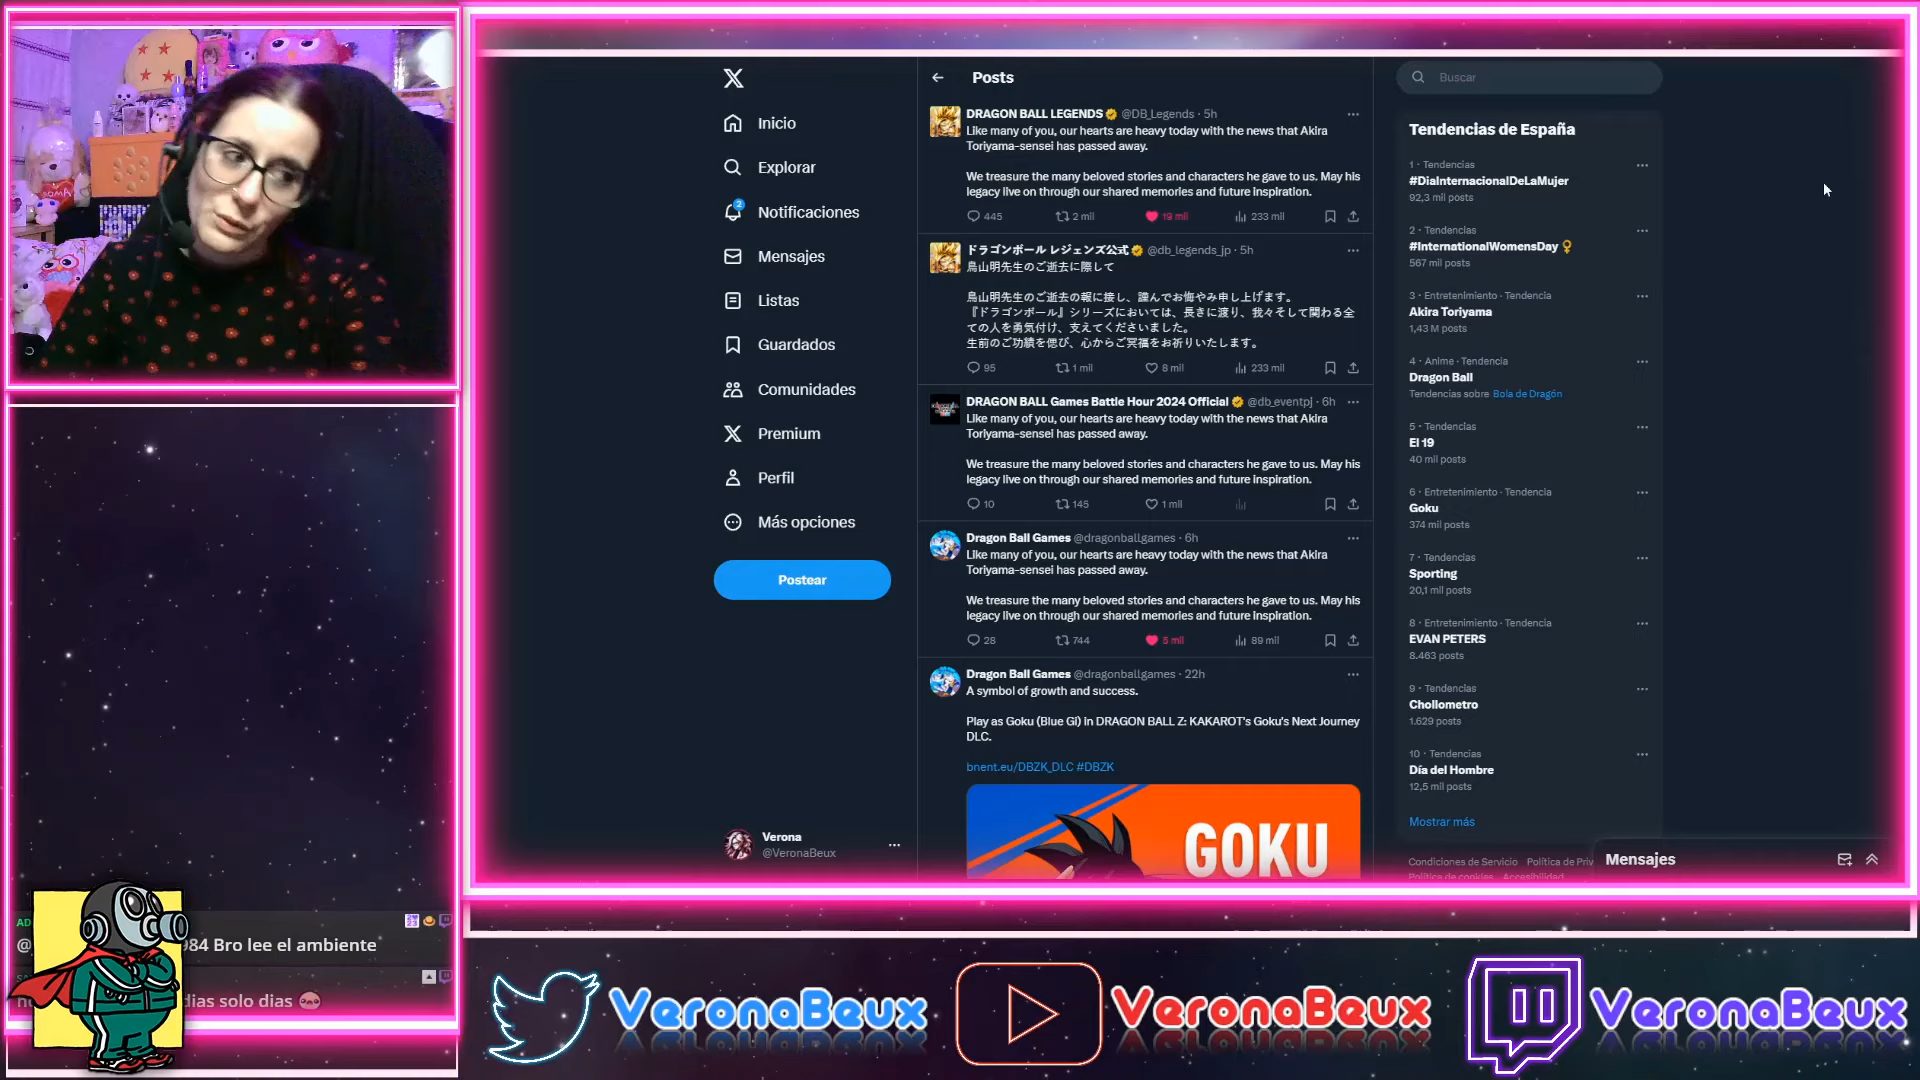 Inicio
Explorar
2
Notificaciones
Mensajes
Listas
Guardados
Comunidades
Premium
Perfil
Más opciones
Postear
Verona
@VeronaBeux
Posts
DRAGON BALL LEGENDS @DB_Legends · 5h
Like many of you, our hearts are heavy today with the news that Akira
Toriyama-sensei has passed away.
We treasure the many beloved stories and characters he gave to us. May his
legacy live on through our shared memories and future inspiration.
445 2 mil 19 mil 233 mil
ドラゴンボール レジェンズ公式 @db_legends_jp · 5h
鳥山明先生のご逝去に際して
鳥山明先生のご逝去の報に接し、謹んでお悔やみ申し上げます。
『ドラゴンボール』シリーズにおいては、長きに渡り、我々そして関わる全
ての人を勇気付け、支えてくださいました。
生前のご功績を偲び、心からご冥福をお祈りいたします。
95 1 mil 8 mil 233 mil
DRAGON BALL Games Battle Hour 2024 Official @db_eventpj · 6h
Like many of you, our hearts are heavy today with the news that Akira
Toriyama-sensei has passed away.
We treasure the many beloved stories and characters he gave to us. May his
legacy live on through our shared memories and future inspiration.
10 145 1 mil
Dragon Ball Games @dragonballgames · 6h
Like many of you, our hearts are heavy today with the news that Akira
Toriyama-sensei has passed away.
We treasure the many beloved stories and characters he gave to us. May his
legacy live on through our shared memories and future inspiration.
28 744 5 mil 89 mil
Dragon Ball Games @dragonballgames · 22h
A symbol of growth and success.
Play as Goku (Blue Gi) in DRAGON BALL Z: KAKAROT's Goku's Next Journey
DLC.
bnent.eu/DBZK_DLC #DBZK
GOKU
Buscar
Tendencias de España
1 · Tendencias
#DiaInternacionalDeLaMujer
92,3 mil posts
2 · Tendencias
#InternationalWomensDay
567 mil posts
3 · Entretenimiento · Tendencia
Akira Toriyama
1,43 M posts
4 · Anime · Tendencia
Dragon Ball
Tendencias sobre Bola de Dragón
5 · Tendencias
El 19
40 mil posts
6 · Entretenimiento · Tendencia
Goku
374 mil posts
7 · Tendencias
Sporting
20,1 mil posts
8 · Entretenimiento · Tendencia
EVAN PETERS
8.463 posts
9 · Tendencias
Chollometro
1.629 posts
10 · Tendencias
Día del Hombre
12,5 mil posts
Mostrar más
Condiciones de Servicio Política de Priv
Política de cookies Accesibilidad
Mensajes
AD
@ 984 Bro lee el ambiente
dias solo dias
VeronaBeux
VeronaBeux
VeronaBeux